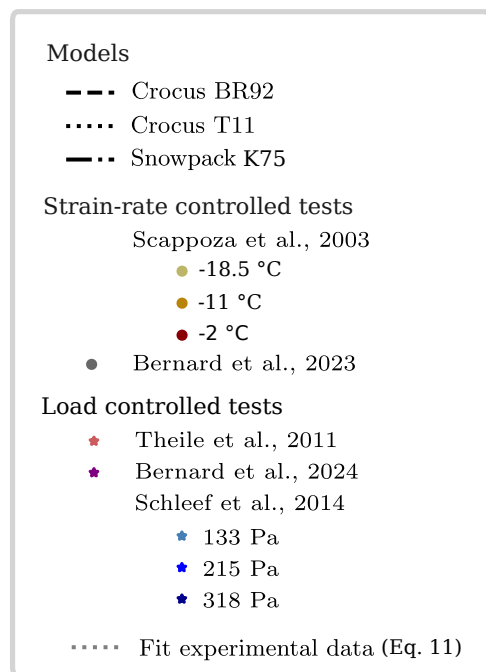 Models
Crocus BR92
Crocus T11
Snowpack K75
Strain-rate controlled tests
Scappoza et al., 2003
-18.5 °C
-11 °C
-2 °C
Bernard et al., 2023
Load controlled tests
Theile et al., 2011
Bernard et al., 2024
Schleef et al., 2014
133 Pa
215 Pa
318 Pa
Fit experimental data (Eq. 11)